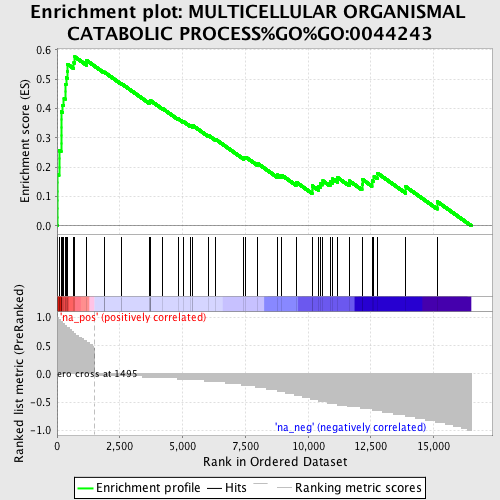 Enrichment plot: MULTICELLULAR ORGANISMAL
CATABOLIC PROCESS%GO%GO:0044243
Enrichment score (ES)
0.6
0.5
0.4
0.3
0.2
0.1
0.0
'na_pos' (positively correlated)
Ranked list metric (PreRanked)
1.0
0.5
0.0
-0.5
-1.0
ero cross at 1495
'na_neg' (negatively correlated)
0
2,500
5,000
7,500
10,000
12,500
15,000
Rank in Ordered Dataset
Enrichment profile
Hits
Ranking metric scores